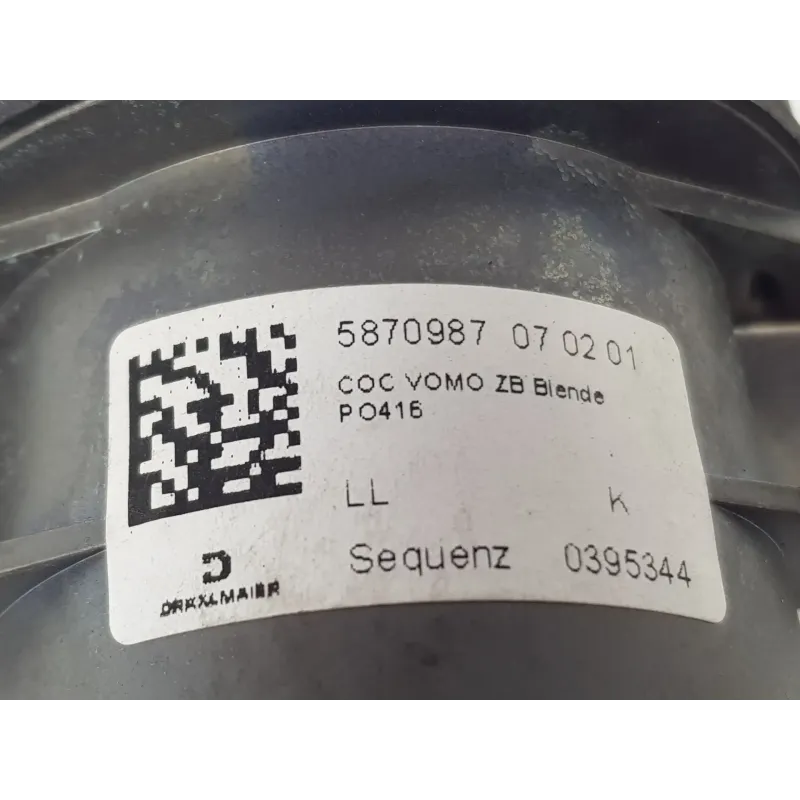 5870987 07 02 01
COC VOMO ZB Blende
PO416
LL K
Sequenz 0395344
D
DRÄXLMAIER